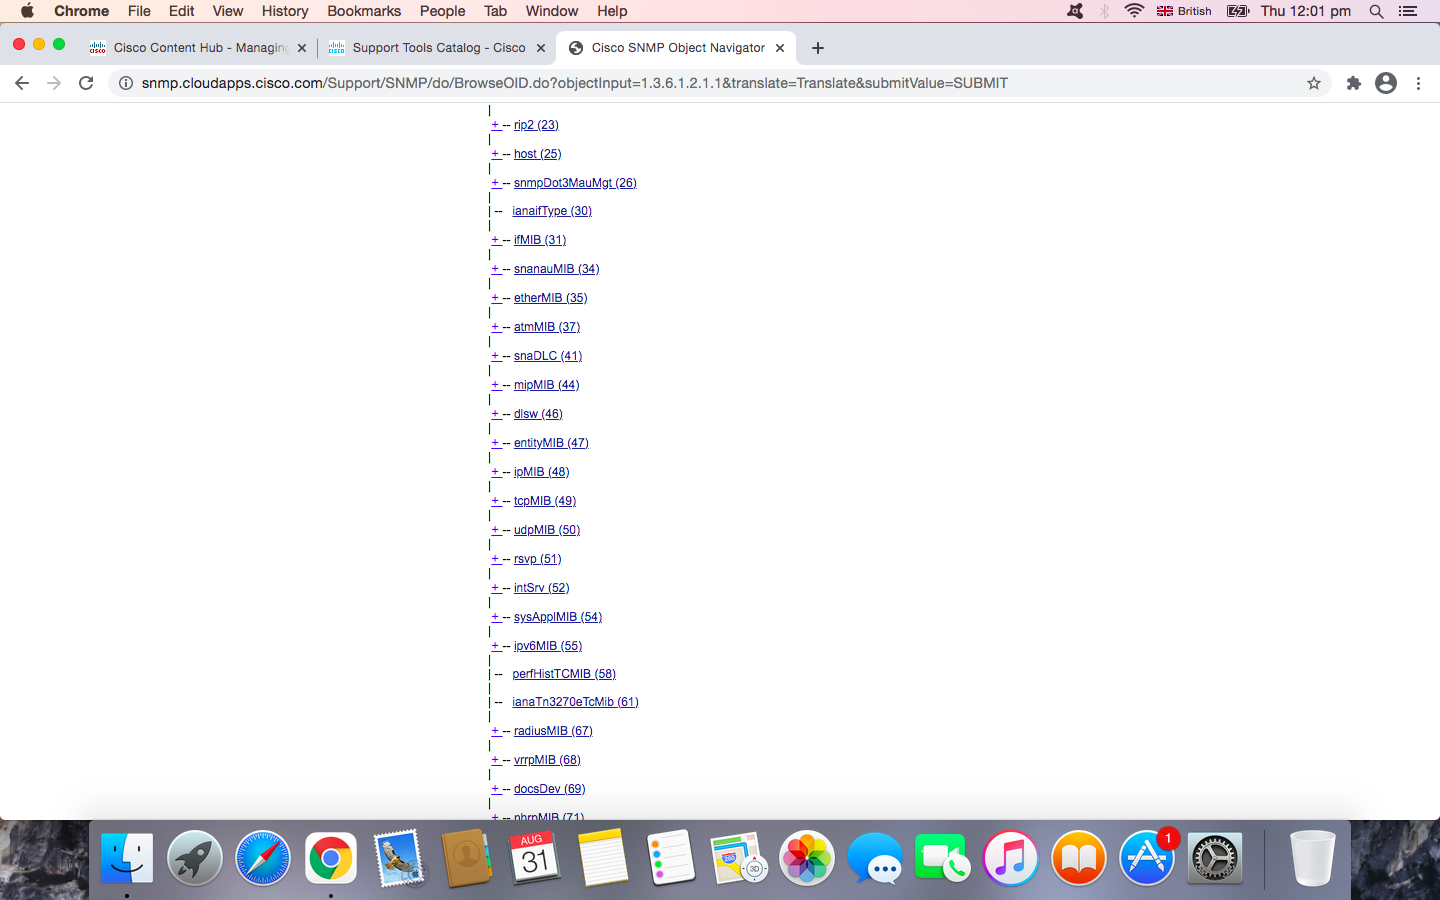 Chrome File Edit View History Bookmarks People Tab Window Help British Thu 12:01 pm
Cisco Content Hub - Managing Support Tools Catalog - Cisco Cisco SNMP Object Navigator
snmp.cloudapps.cisco.com/Support/SNMP/do/BrowseOID.do?objectInput=1.3.6.1.2.1.1&translate=Translate&submitValue=SUBMIT
|
+ -- rip2 (23)
|
+ -- host (25)
|
+ -- snmpDot3MauMgt (26)
|
|-- ianaifType (30)
|
+ -- ifMIB (31)
|
+ -- snanauMIB (34)
|
+ -- etherMIB (35)
|
+ -- atmMIB (37)
|
+ -- snaDLC (41)
|
+ -- mipMIB (44)
|
+ -- dlsw (46)
|
+ -- entityMIB (47)
|
+ -- ipMIB (48)
|
+ -- tcpMIB (49)
|
+ -- udpMIB (50)
|
+ -- rsvp (51)
|
+ -- intSrv (52)
|
+ -- sysApplMIB (54)
|
+ -- ipv6MIB (55)
|
|-- perfHistTCMIB (58)
|
|-- ianaTn3270eTcMib (61)
|
+ -- radiusMIB (67)
|
+ -- vrrpMIB (68)
|
+ -- docsDev (69)
|
+ -- nhrpMIB (71)
AUG
31
280
3D
1